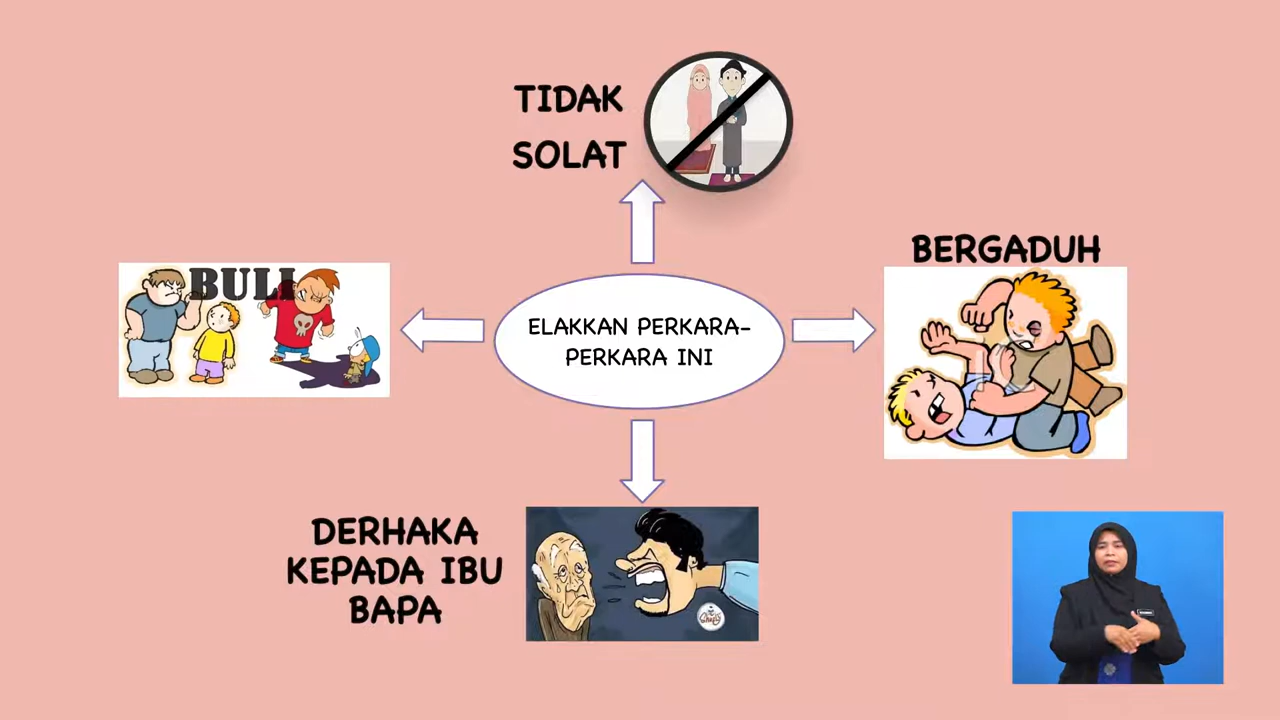 TIDAK
SOLAT
BERGADUH
BULI
ELAKKAN PERKARA-
PERKARA INI
DERHAKA
KEPADA IBU
BAPA